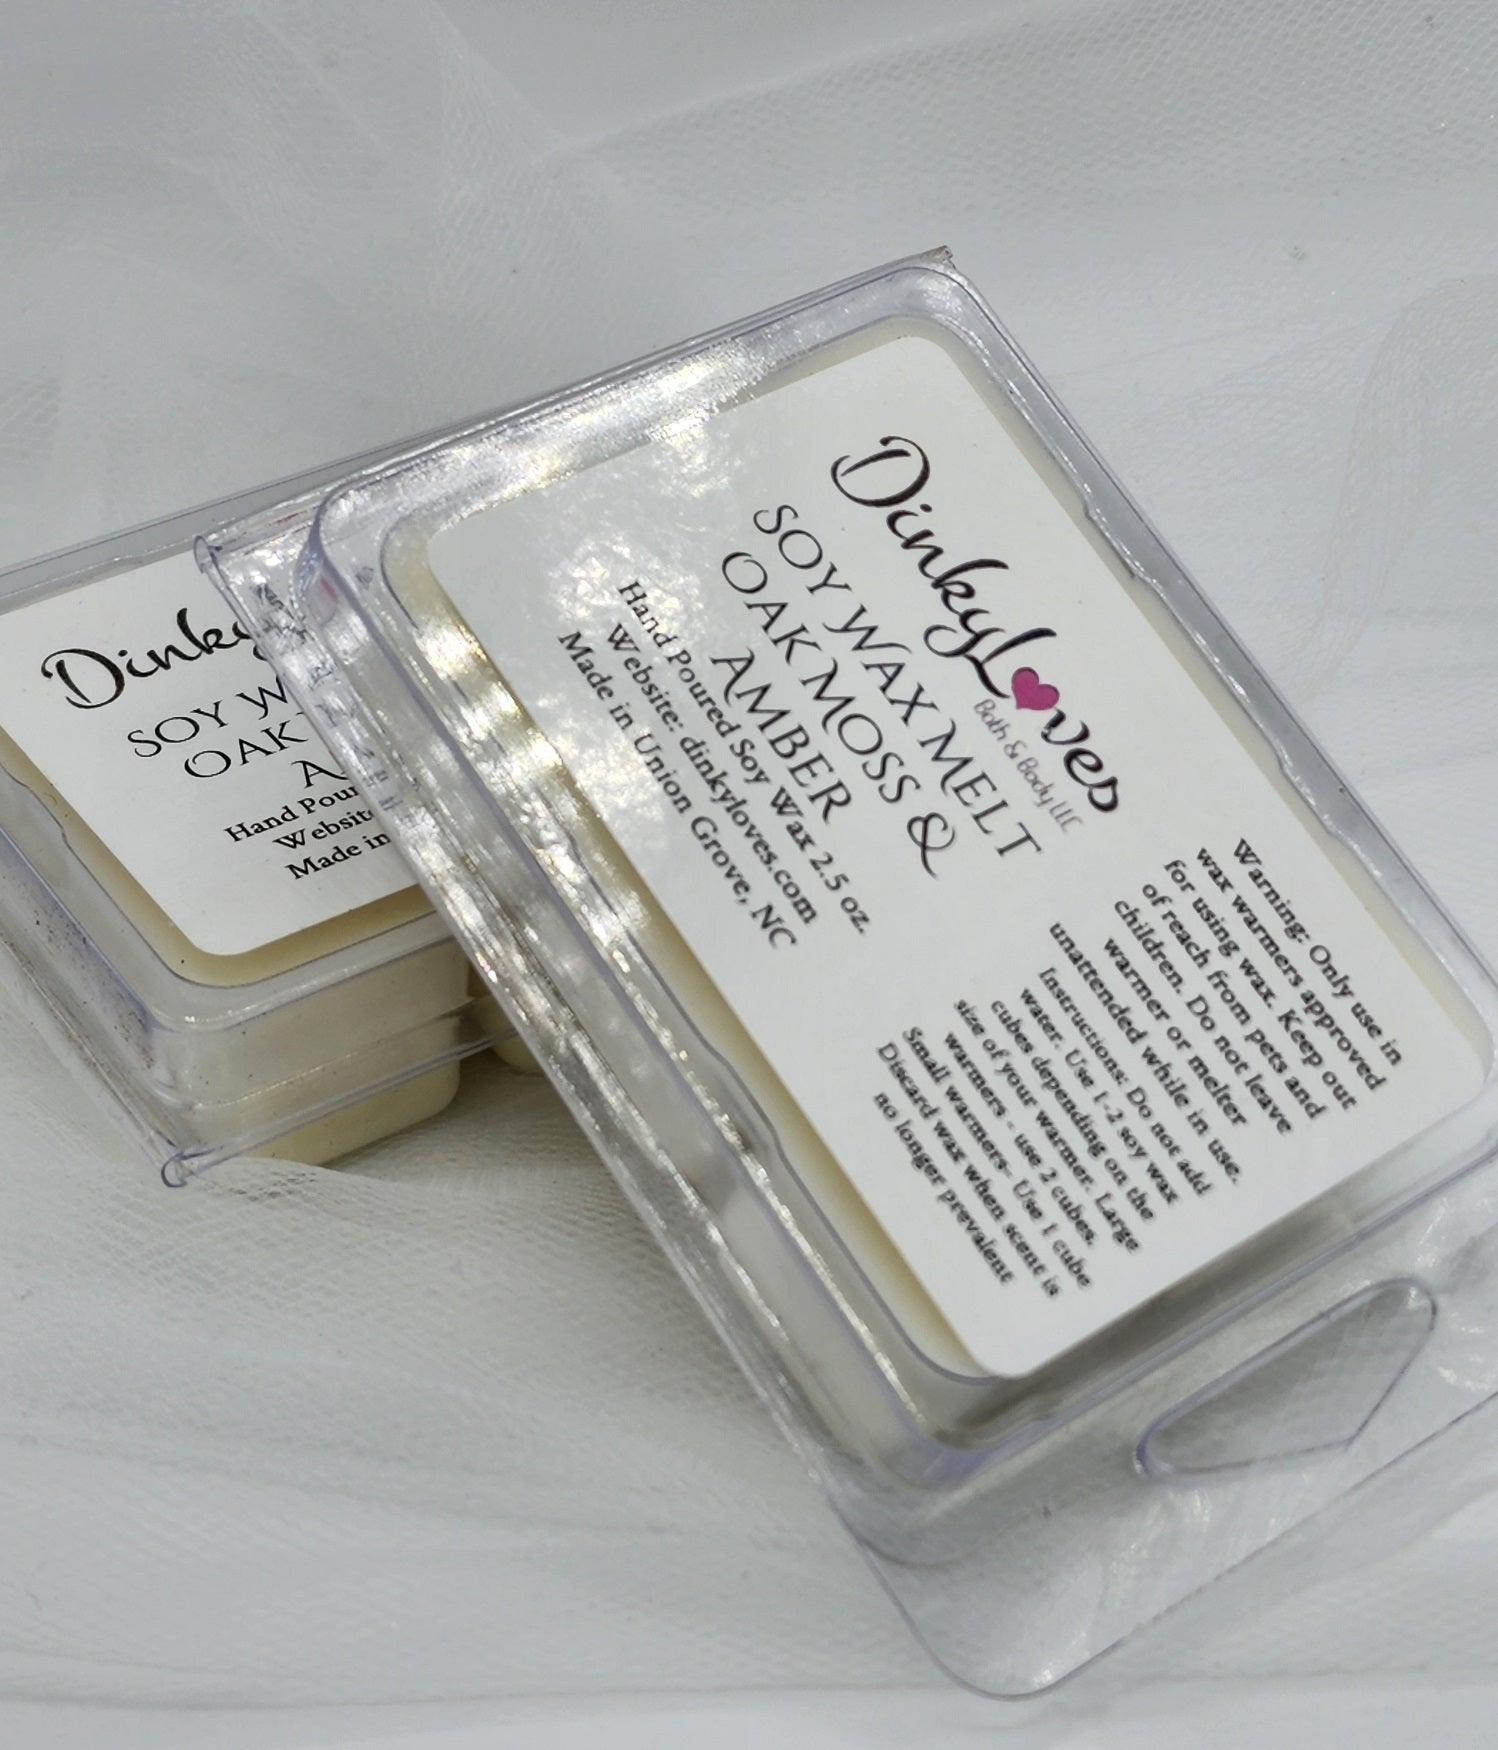 DinkyLoves
Bath & Body LLC
SOY WAX MELT
OAK MOSS &
AMBER
Hand Poured Soy Wax 2.5 oz.
Website: dinkyloves.com
Made in Union Grove, NC
Warning: Only use in
wax warmers approved
for using wax. Keep out
of reach from pets and
children. Do not leave
warmer or melter
unattended while in use.
Instructions: Do not add
water. Use 1-2 soy wax
cubes depending on the
size of your warmer. Large
warmers - use 2 cubes.
Small warmers- Use 1 cube
Discard wax when scent is
no longer prevalent
Dinky
SOY W
OAK
A
Hand Pour
Website
Made in